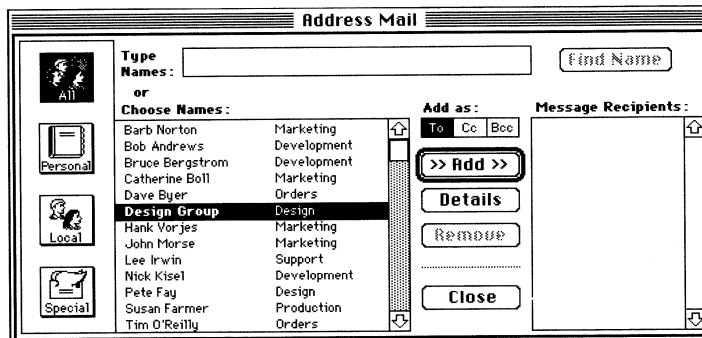 Address Mail
All
Personal
Local
Special
Type
Names:
or
Choose Names:
Find Name
Barb Norton Marketing
Bob Andrews Development
Bruce Bergstrom Development
Catherine Boll Marketing
Dave Byer Orders
Design Group Design
Hank Vorjes Marketing
John Morse Marketing
Lee Irwin Support
Nick Kisel Development
Pete Fay Design
Susan Farmer Production
Tim O'Reilly Orders
Add as:
To Cc Bcc
>> Add >>
Details
Remove
Close
Message Recipients: